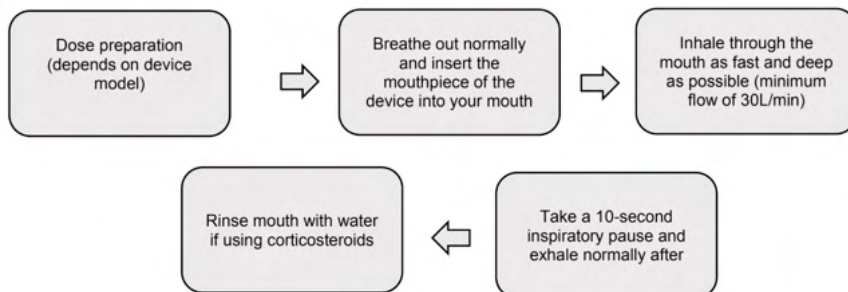 Dose preparation
(depends on device
model)
Breathe out normally
and insert the
mouthpiece of the
device into your mouth
Inhale through the
mouth as fast and deep
as possible (minimum
flow of 30L/min)
Take a 10-second
inspiratory pause and
exhale normally after
Rinse mouth with water
if using corticosteroids